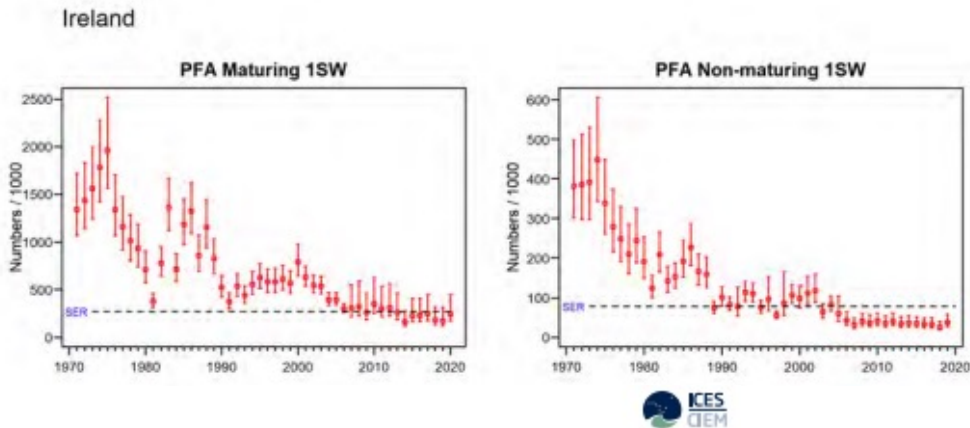 Ireland
PFA Maturing 1SW
PFA Non-maturing 1SW
Numbers / 1000
2500
2000
1500
1000
500
0
SER
1970
1980
1990
2000
2010
2020
Numbers / 1000
600
500
400
300
200
100
0
SER
1970
1980
1990
2000
2010
2020
ICES
CIEM